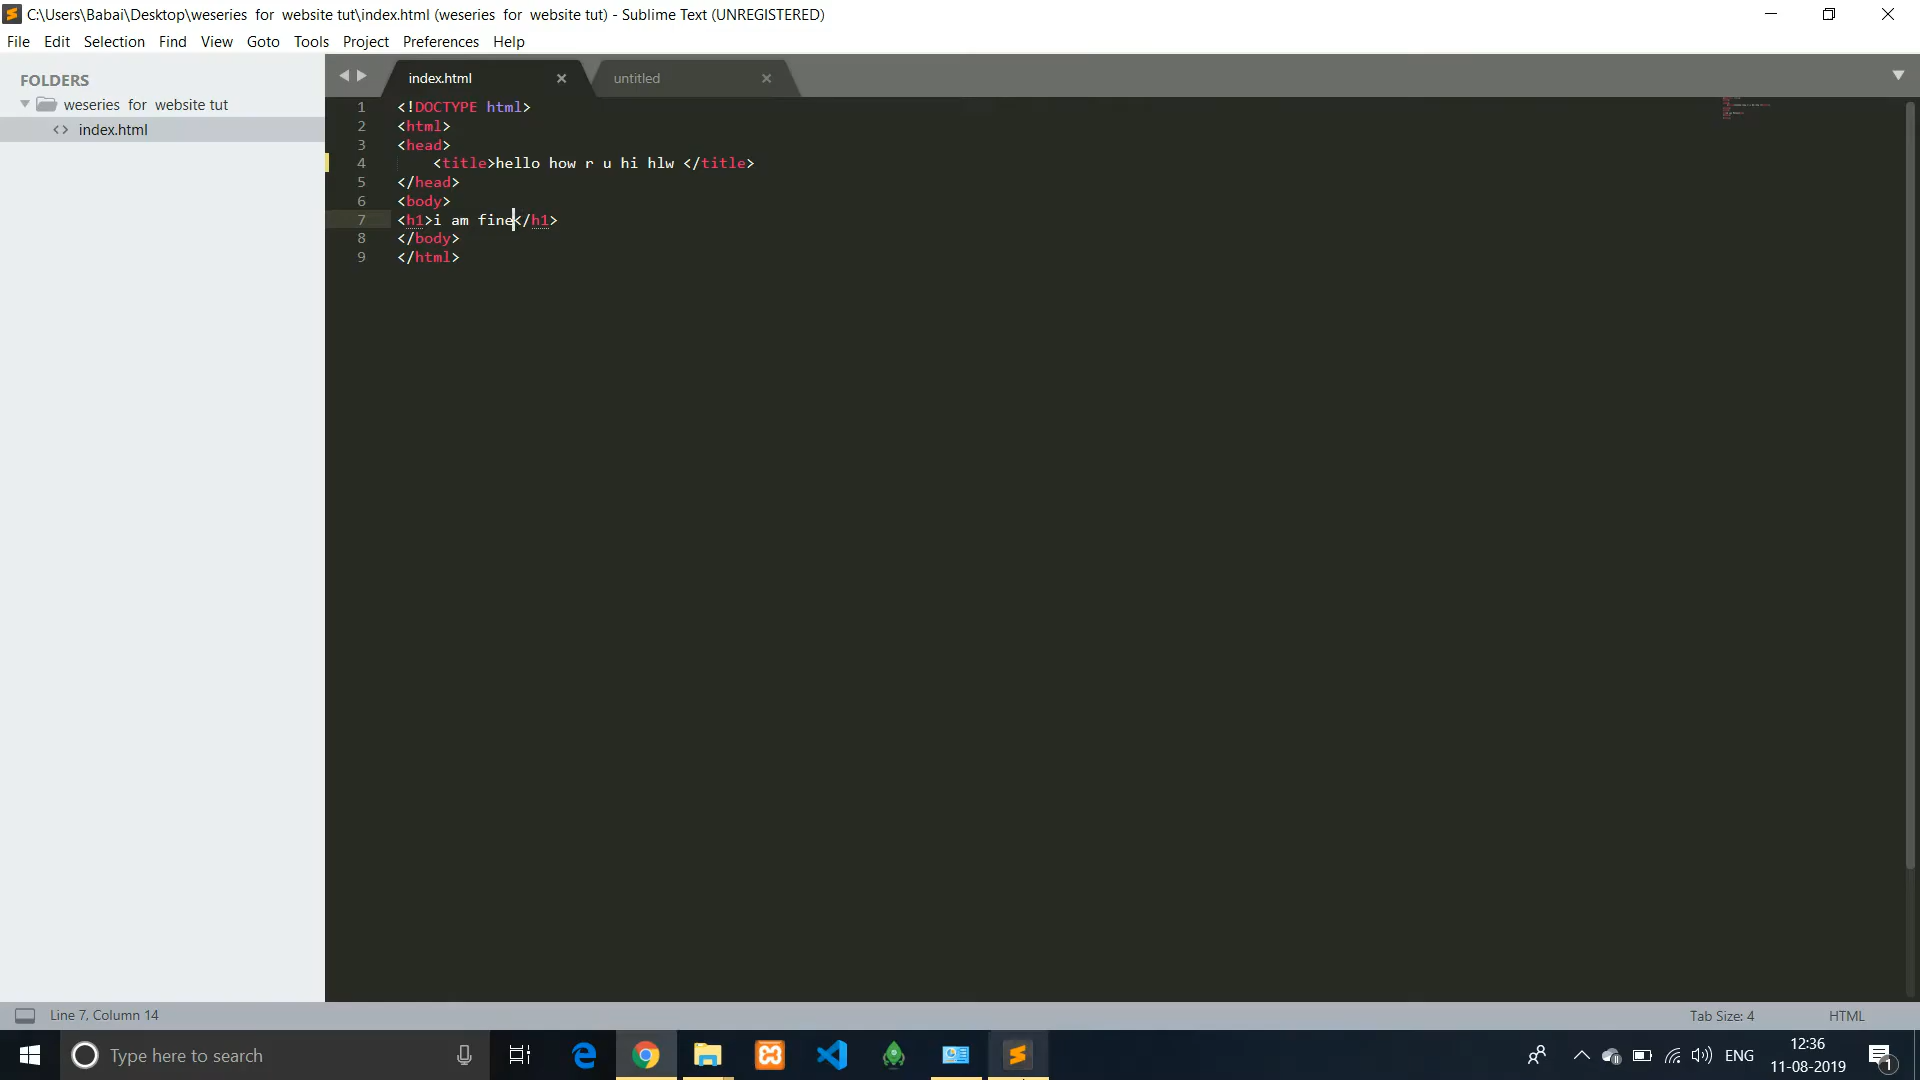 C:\Users\Babai\Desktop\weseries  for  website tut\index.html (weseries  for  website tut) - Sublime Text (UNREGISTERED)
File Edit Selection Find View Goto Tools Project Preferences Help
FOLDERS
weseries  for  website tut
index.html
index.html
untitled
1 <!DOCTYPE html>
2 <html>
3 <head>
4     <title>hello how r u hi hlw </title>
5 </head>
6 <body>
7 <h1>i am fine</h1>
8 </body>
9 </html>
Line 7, Column 14
Tab Size: 4
HTML
Type here to search
ENG
12:36
11-08-2019
1